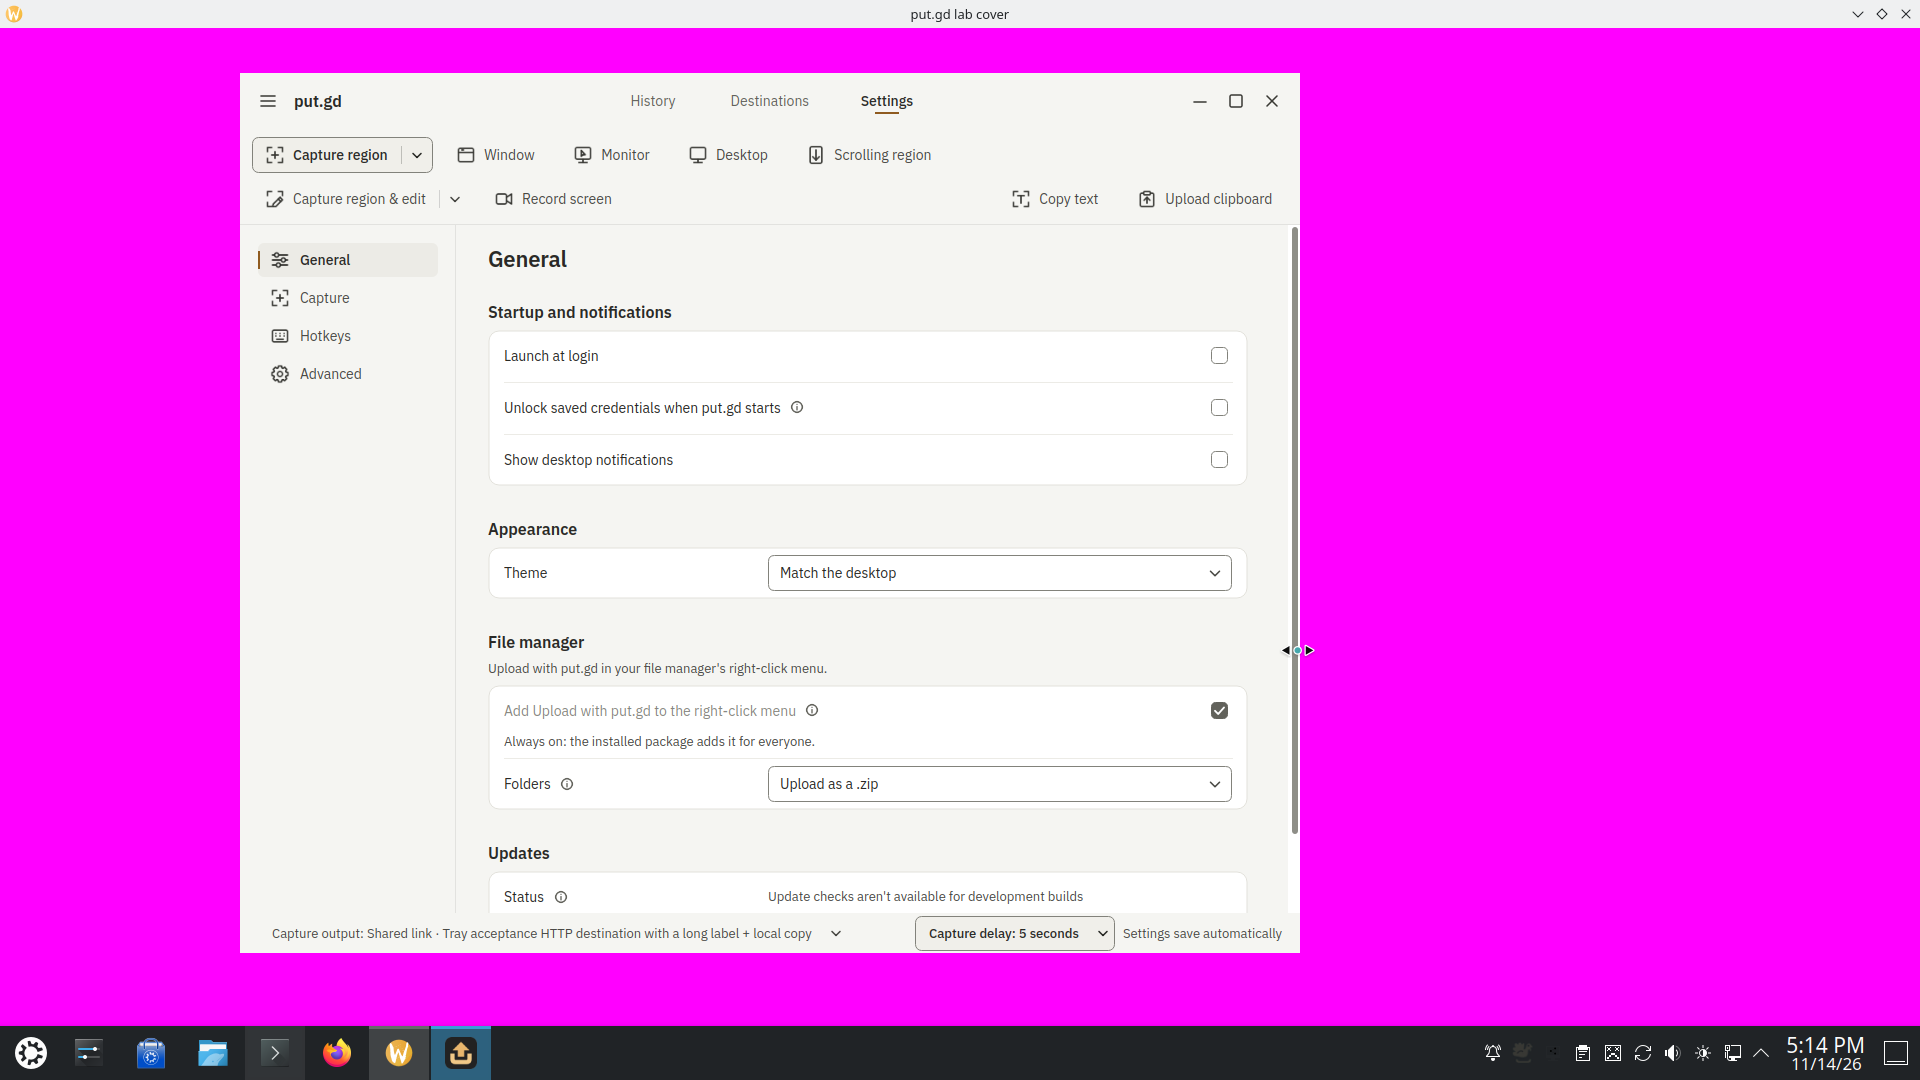 put.gd lab cover
put.gd
History
Destinations
Settings
Capture region
Window
Monitor
Desktop
Scrolling region
Capture region & edit
Record screen
Copy text
Upload clipboard
General
Capture
Hotkeys
Advanced
General
Startup and notifications
Launch at login
Unlock saved credentials when put.gd starts
Show desktop notifications
Appearance
Theme
Match the desktop
File manager
Upload with put.gd in your file manager's right-click menu.
Add Upload with put.gd to the right-click menu
Always on: the installed package adds it for everyone.
Folders
Upload as a .zip
Updates
Status
Update checks aren't available for development builds
Capture output: Shared link · Tray acceptance HTTP destination with a long label + local copy
Capture delay: 5 seconds
Settings save automatically
5:14 PM
11/14/26